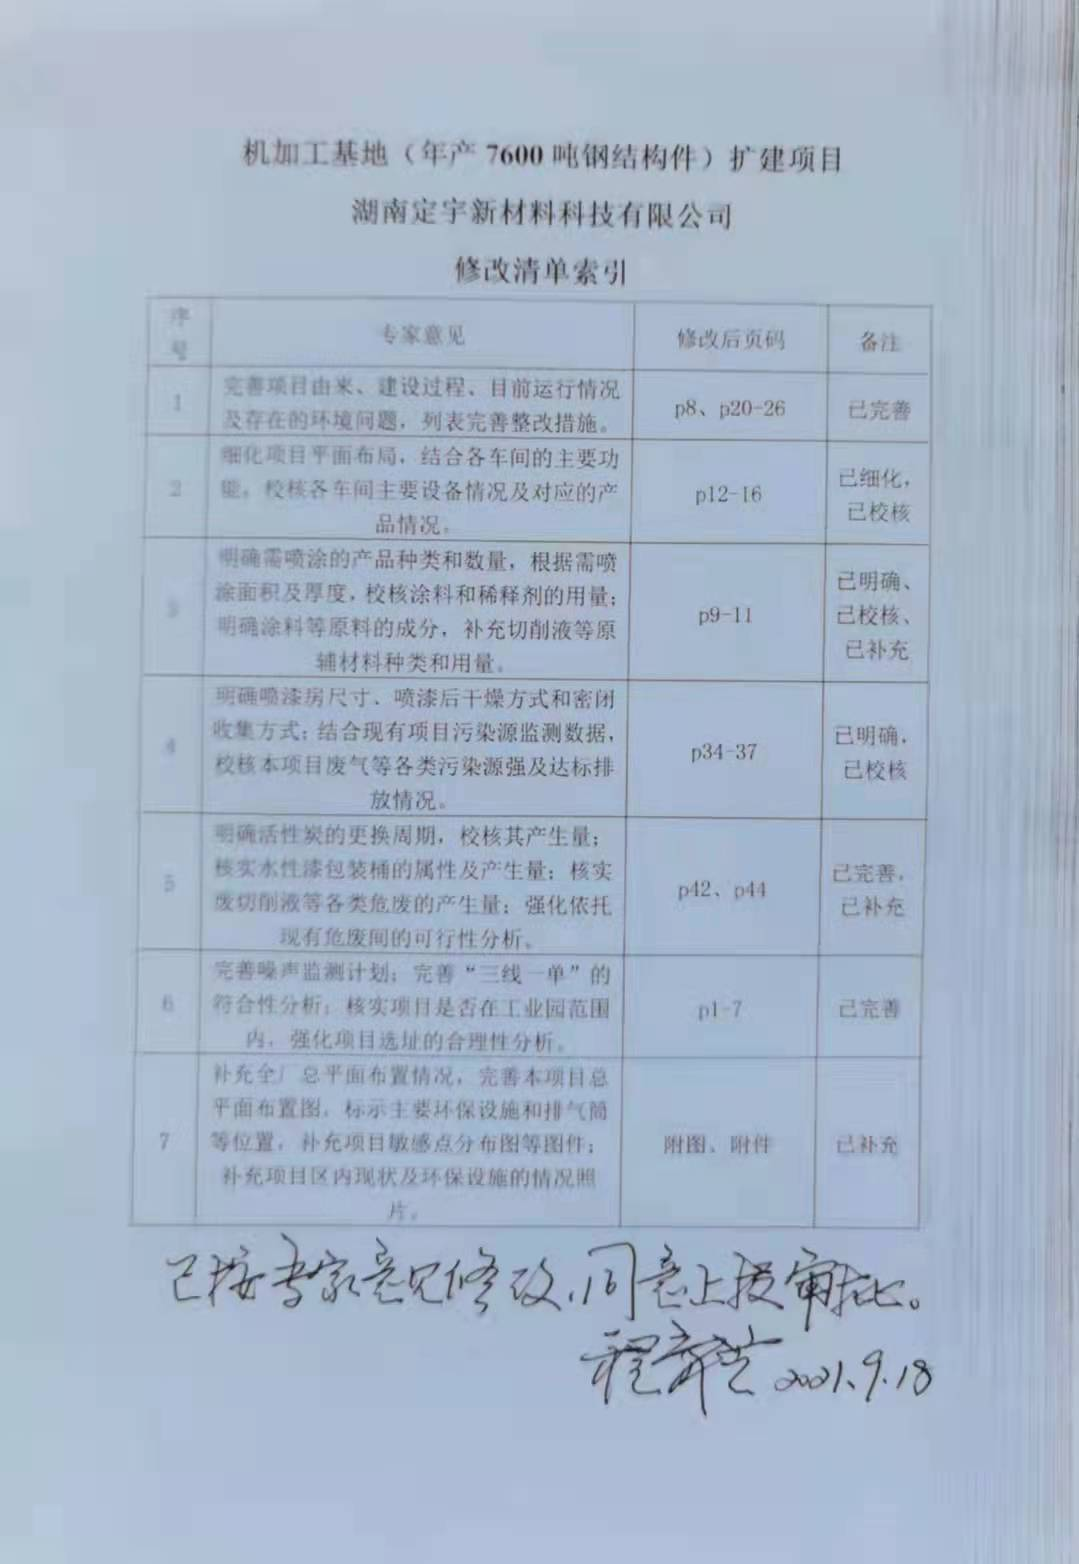 机加工基地（年产 7600 吨钢结构件）扩建项目
湖南定宇新材料科技有限公司
修改清单索引
序号 专家意见 修改后页码 备注
1 完善项目由来、建设过程、目前运行情况
及存在的环境问题，列表完善整改措施。 p8、p20-26 已完善
2 细化项目平面布局，结合各车间的主要功
能，校核各车间主要设备情况及对应的产
品情况。 p12-16 已细化，
已校核
3 明确需喷涂的产品种类和数量，根据需喷
涂面积及厚度，校核涂料和稀释剂的用量；
明确涂料等原料的成分，补充切削液等原
辅材料种类和用量。 p9-11 已明确、
已校核、
已补充
4 明确喷漆房尺寸、喷漆后干燥方式和密闭
收集方式；结合现有项目污染源监测数据，
校核本项目废气等各类污染源强及达标排
放情况。 p34-37 已明确，
已校核
5 明确活性炭的更换周期，校核其产生量；
核实水性漆包装桶的属性及产生量；核实
废切削液等各类危废的产生量；强化依托
现有危废间的可行性分析。 p42、p44 已完善，
已补充
6 完善噪声监测计划；完善“三线一单”的
符合性分析；核实项目是否在工业园范围
内，强化项目选址的合理性分析。 p1-7 已完善
7 补充全厂总平面布置情况，完善本项目总
平面布置图，标示主要环保设施和排气筒
等位置，补充项目敏感点分布图等图件；
补充项目区内现状及环保设施的情况照
片。 附图、附件 已补充
已按专家意见修改，同意上报审批。
程 2021.9.18